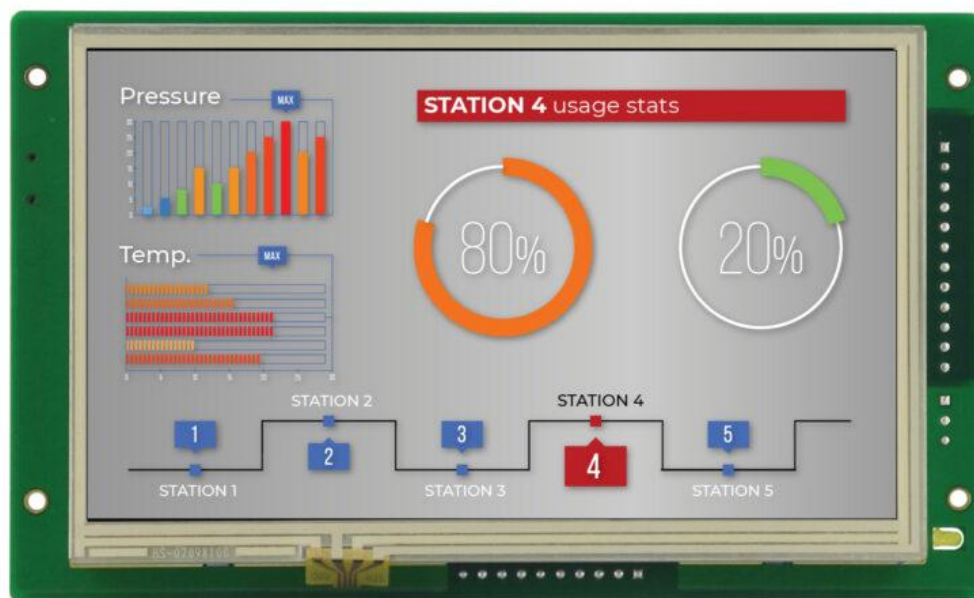 Pressure
MAX
STATION 4 usage stats
80%
20%
Temp.
MAX
STATION 2
STATION 4
1
3
5
2
4
STATION 1
STATION 3
STATION 5